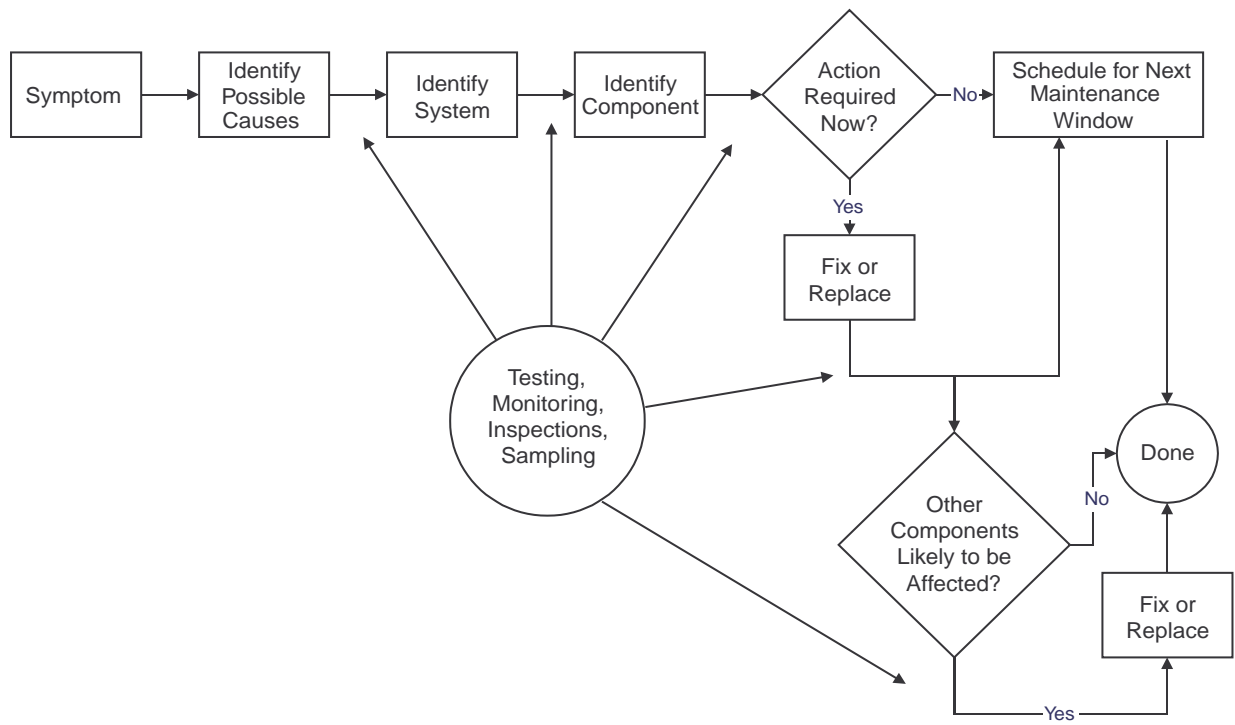 Symptom
Identify
Possible
Causes
Identify
System
Identify
Component
Action
Required
Now?
No
Schedule for Next
Maintenance
Window
Yes
Fix or
Replace
Testing,
Monitoring,
Inspections,
Sampling
Other
Components
Likely to be
Affected?
No
Done
Fix or
Replace
Yes